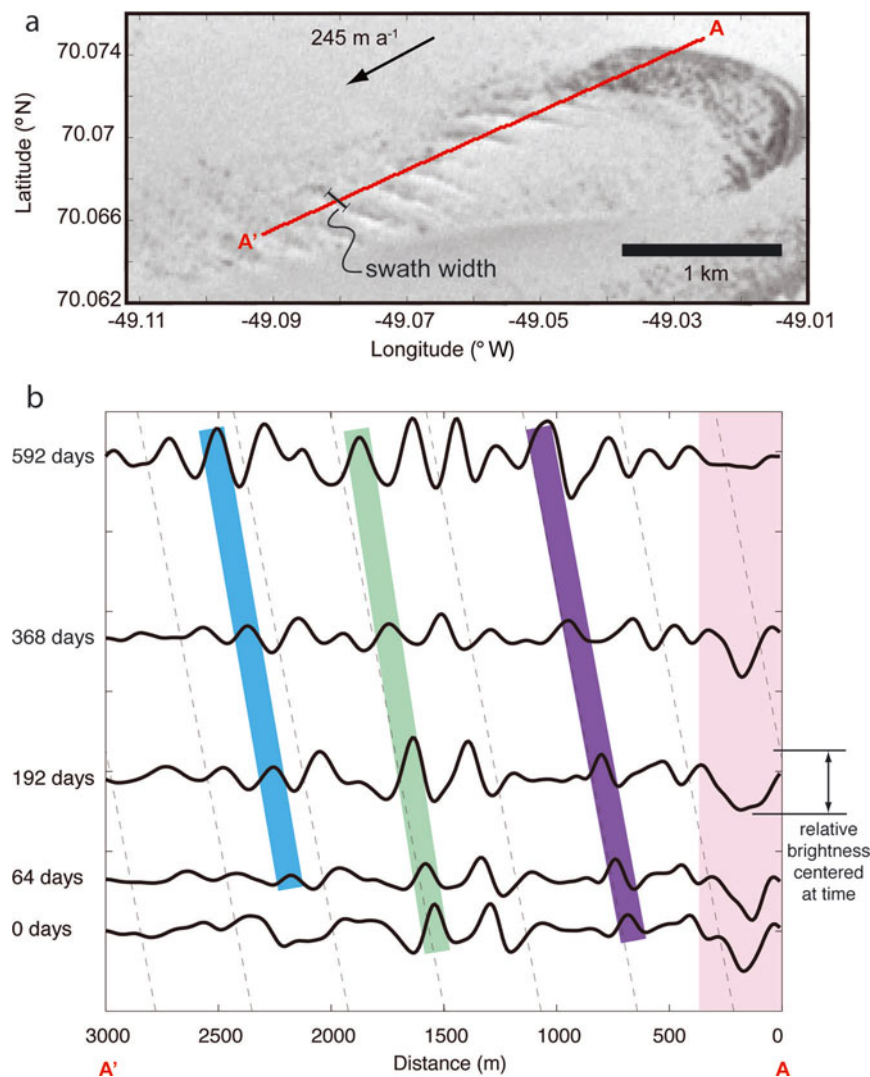 a
245 m a⁻¹
A
70.074
70.07
70.066
70.062
Latitude (°N)
A'
swath width
1 km
-49.11 -49.09 -49.07 -49.05 -49.03 -49.01
Longitude (° W)
b
592 days
368 days
192 days
64 days
0 days
relative
brightness
centered
at time
3000 2500 2000 1500 1000 500 0
A' Distance (m) A